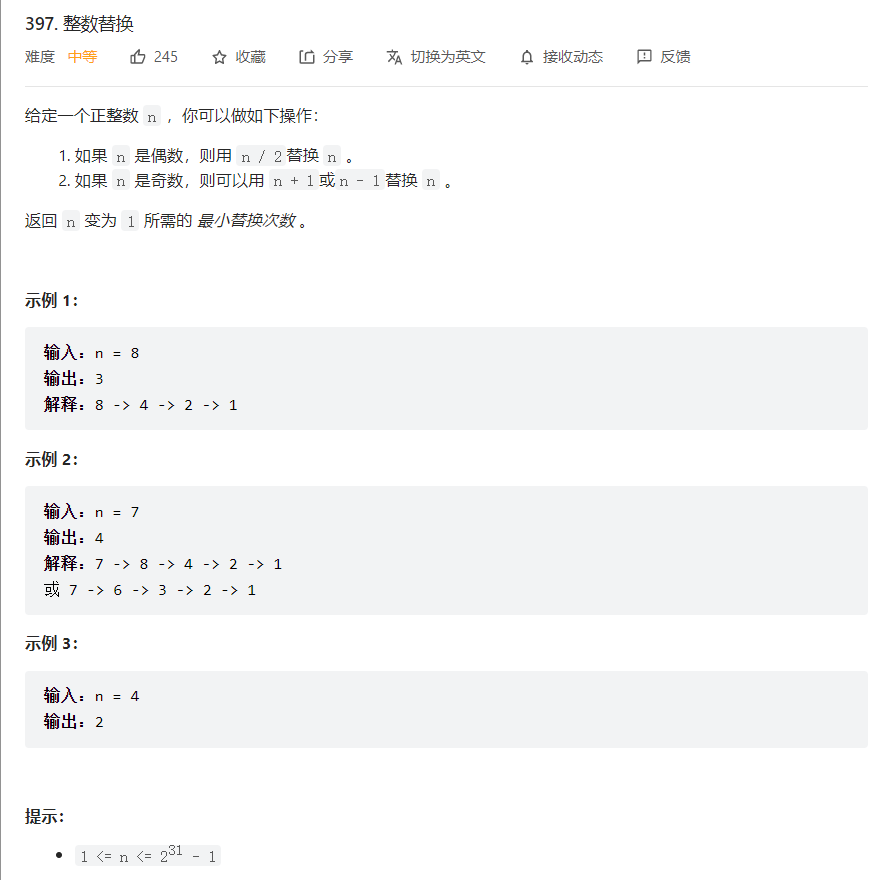 397. 整数替换
难度 中等 245 收藏 分享 切换为英文 接收动态 反馈
给定一个正整数 n ，你可以做如下操作：
1. 如果 n 是偶数，则用 n / 2 替换 n 。
2. 如果 n 是奇数，则可以用 n + 1 或 n - 1 替换 n 。
返回 n 变为 1 所需的 最小替换次数 。
示例 1：
输入：n = 8
输出：3
解释：8 -> 4 -> 2 -> 1
示例 2：
输入：n = 7
输出：4
解释：7 -> 8 -> 4 -> 2 -> 1
或 7 -> 6 -> 3 -> 2 -> 1
示例 3：
输入：n = 4
输出：2
提示：
• 1 <= n <= 2³¹ - 1